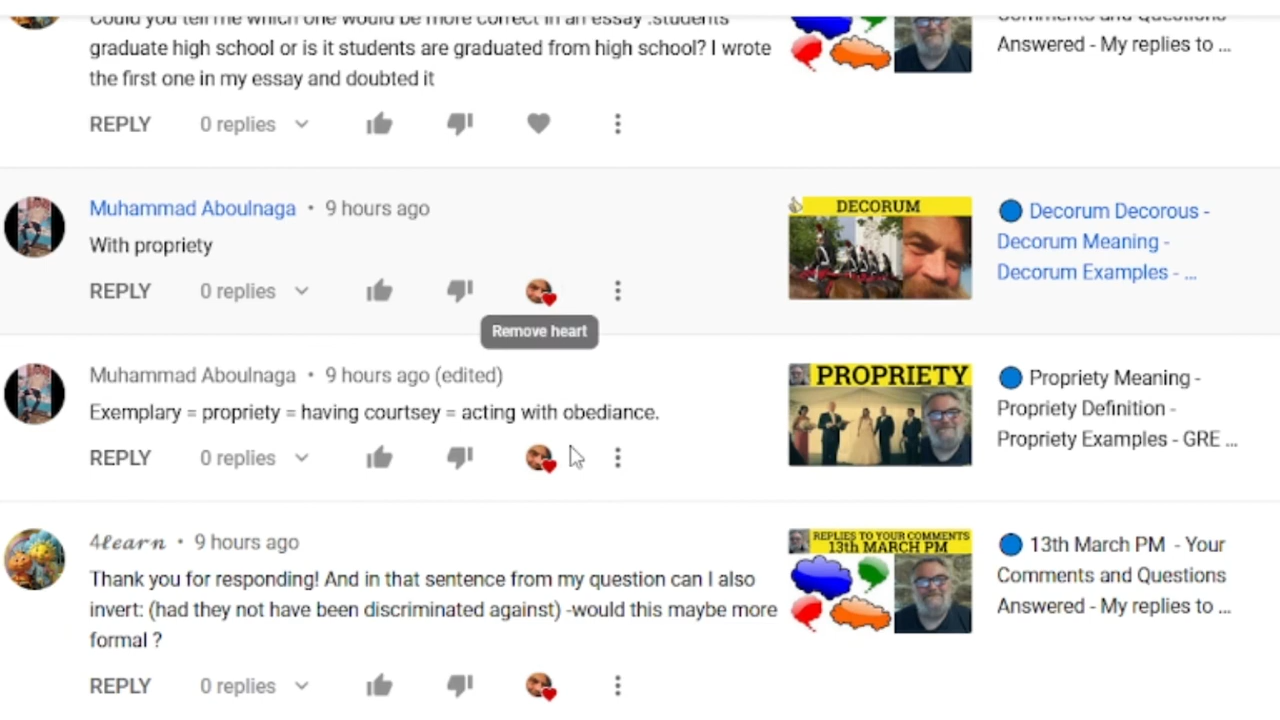 Could you tell me which one would be more correct in an essay .students
graduate high school or is it students are graduated from high school? I wrote
the first one in my essay and doubted it
REPLY 0 replies
Comments and Questions
Answered - My replies to ...
Muhammad Aboulnaga • 9 hours ago
With propriety
REPLY 0 replies
Remove heart
DECORUM
Decorum Decorous -
Decorum Meaning -
Decorum Examples - ...
Muhammad Aboulnaga • 9 hours ago (edited)
Exemplary = propriety = having courtsey = acting with obediance.
REPLY 0 replies
PROPRIETY
Propriety Meaning -
Propriety Definition -
Propriety Examples - GRE ...
4learn • 9 hours ago
Thank you for responding! And in that sentence from my question can I also
invert: (had they not have been discriminated against) -would this maybe more
formal ?
REPLY 0 replies
REPLIES TO YOUR COMMENTS
13th MARCH PM
13th March PM - Your
Comments and Questions
Answered - My replies to ...